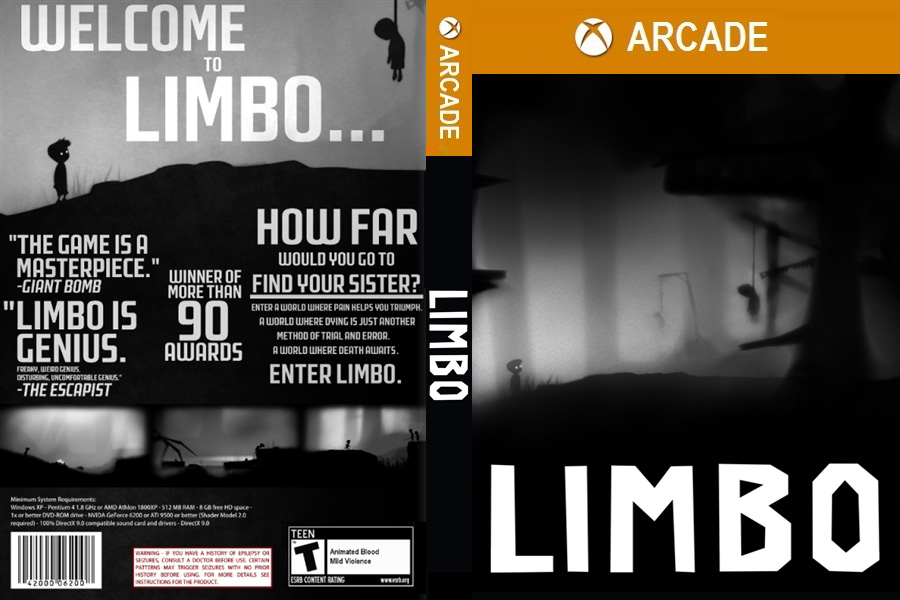 WELCOME
TO
LIMBO...
"THE GAME IS A
MASTERPIECE."
-GIANT BOMB
"LIMBO IS
GENIUS.
FREAKY, WEIRD GENIUS.
DISTURBING, UNCOMFORTABLE GENIUS."
-THE ESCAPIST
WINNER OF
MORE THAN
90
AWARDS
HOW FAR
WOULD YOU GO TO
FIND YOUR SISTER?
ENTER A WORLD WHERE PAIN HELPS YOU TRIUMPH.
A WORLD WHERE DYING IS JUST ANOTHER
METHOD OF TRIAL AND ERROR.
A WORLD WHERE DEATH AWAITS.
ENTER LIMBO.
Minimum System Requirements:
Windows XP - Pentium 4 1.8 GHz or AMD Athlon 1800XP - 512 MB RAM - 8 GB free HD space -
1x or better DVD-ROM drive - NVIDIA GeForce 6200 or ATI 9500 or better (Shader Model 2.0
required) - 100% DirectX 9.0 compatible sound card and drivers - DirectX 9.0
42000 06200
WARNING - IF YOU HAVE A HISTORY OF EPILEPSY OR
SEIZURES, CONSULT A DOCTOR BEFORE USE. CERTAIN
PATTERNS MAY TRIGGER SEIZURES WITH NO PRIOR
HISTORY BEFORE USING. FOR MORE DETAILS SEE
INSTRUCTIONS FOR THE PRODUCT.
TEEN
T
Animated Blood
Mild Violence
ESRB CONTENT RATING www.esrb.org
ARCADE
LIMBO
ARCADE
LIMBO